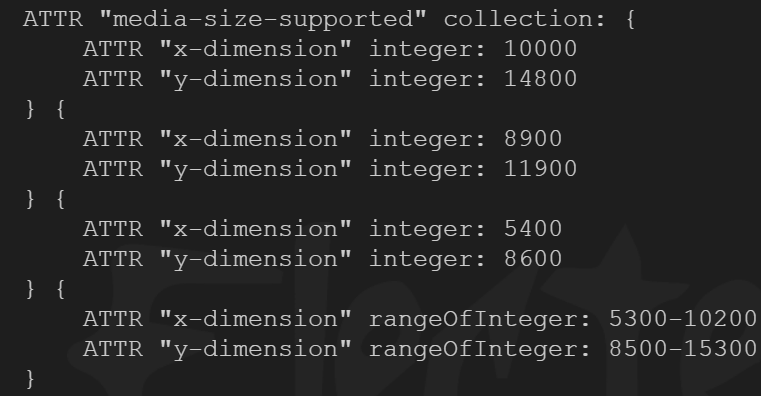 ATTR "media-size-supported" collection: {
    ATTR "x-dimension" integer: 10000
    ATTR "y-dimension" integer: 14800
} {
    ATTR "x-dimension" integer: 8900
    ATTR "y-dimension" integer: 11900
} {
    ATTR "x-dimension" integer: 5400
    ATTR "y-dimension" integer: 8600
} {
    ATTR "x-dimension" rangeOfInteger: 5300-10200
    ATTR "y-dimension" rangeOfInteger: 8500-15300
}